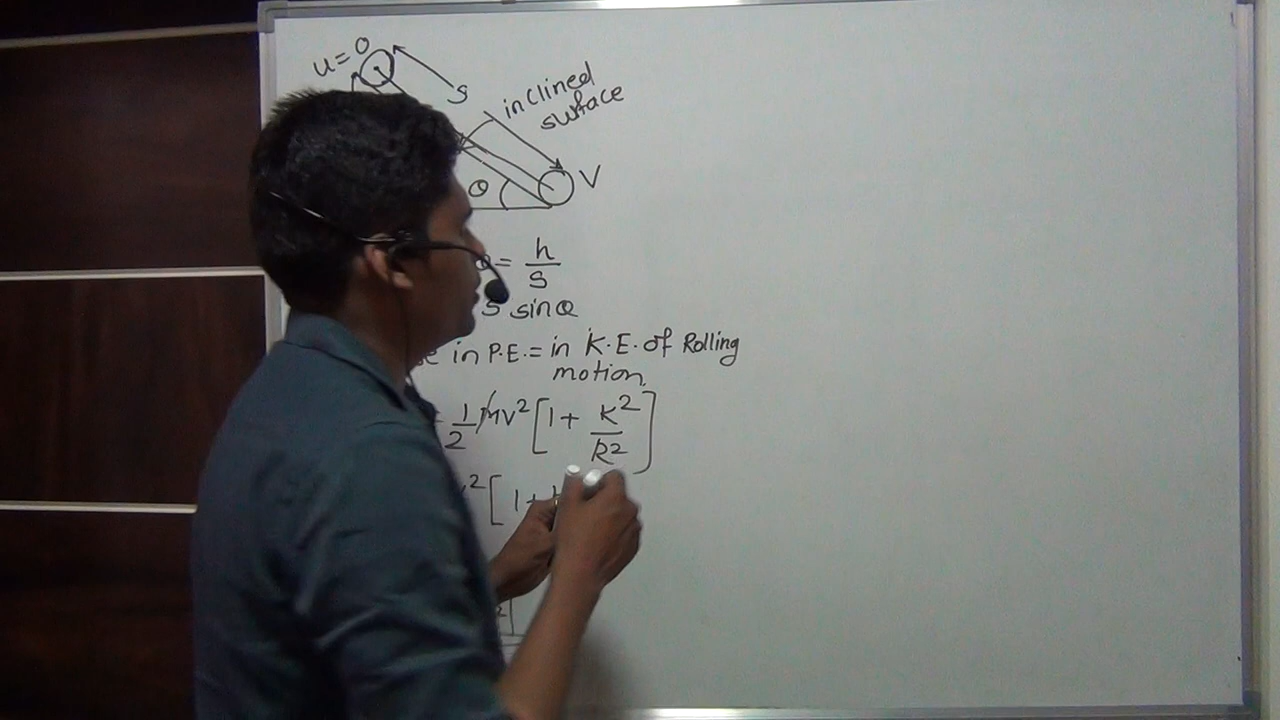 u=0
S
inclined
surface
θ
V
= h/S
S sinθ
in P.E.= in K.E. of Rolling
motion
1/2 MV² [1 + K²/R²]
² [ 1+